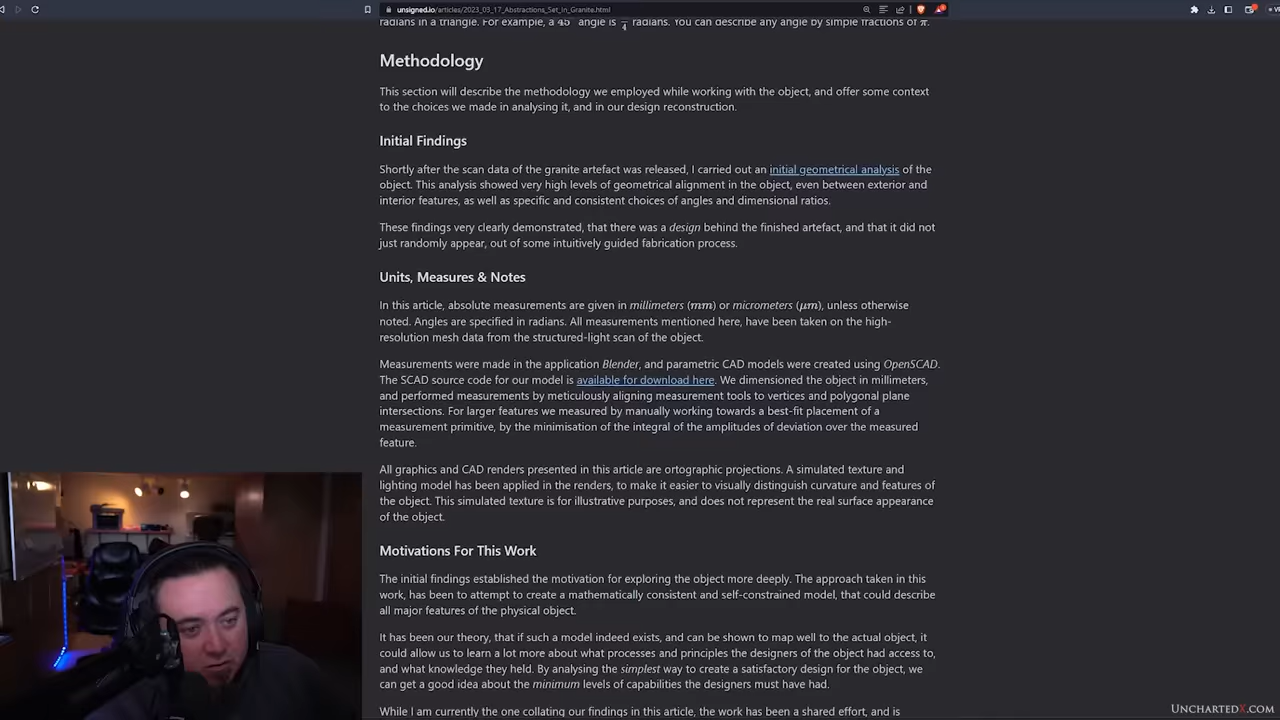 unsigned.io/articles/2023_03_17_Abstractions_Set_In_Granite.html
radians in a triangle. For example, a 45° angle is π/4 radians. You can describe any angle by simple fractions of π.
Methodology
This section will describe the methodology we employed while working with the object, and offer some context
to the choices we made in analysing it, and in our design reconstruction.
Initial Findings
Shortly after the scan data of the granite artefact was released, I carried out an initial geometrical analysis of the
object. This analysis showed very high levels of geometrical alignment in the object, even between exterior and
interior features, as well as specific and consistent choices of angles and dimensional ratios.
These findings very clearly demonstrated, that there was a design behind the finished artefact, and that it did not
just randomly appear, out of some intuitively guided fabrication process.
Units, Measures & Notes
In this article, absolute measurements are given in millimeters (mm) or micrometers (μm), unless otherwise
noted. Angles are specified in radians. All measurements mentioned here, have been taken on the high-
resolution mesh data from the structured-light scan of the object.
Measurements were made in the application Blender, and parametric CAD models were created using OpenSCAD.
The SCAD source code for our model is available for download here. We dimensioned the object in millimeters,
and performed measurements by meticulously aligning measurement tools to vertices and polygonal plane
intersections. For larger features we measured by manually working towards a best-fit placement of a
measurement primitive, by the minimisation of the integral of the amplitudes of deviation over the measured
feature.
All graphics and CAD renders presented in this article are ortographic projections. A simulated texture and
lighting model has been applied in the renders, to make it easier to visually distinguish curvature and features of
the object. This simulated texture is for illustrative purposes, and does not represent the real surface appearance
of the object.
Motivations For This Work
The initial findings established the motivation for exploring the object more deeply. The approach taken in this
work, has been to attempt to create a mathematically consistent and self-constrained model, that could describe
all major features of the physical object.
It has been our theory, that if such a model indeed exists, and can be shown to map well to the actual object, it
could allow us to learn a lot more about what processes and principles the designers of the object had access to,
and what knowledge they held. By analysing the simplest way to create a satisfactory design for the object, we
can get a good idea about the minimum levels of capabilities the designers must have had.
While I am currently the one collating our findings in this article, the work has been a shared effort, and is
UnchartedX.com